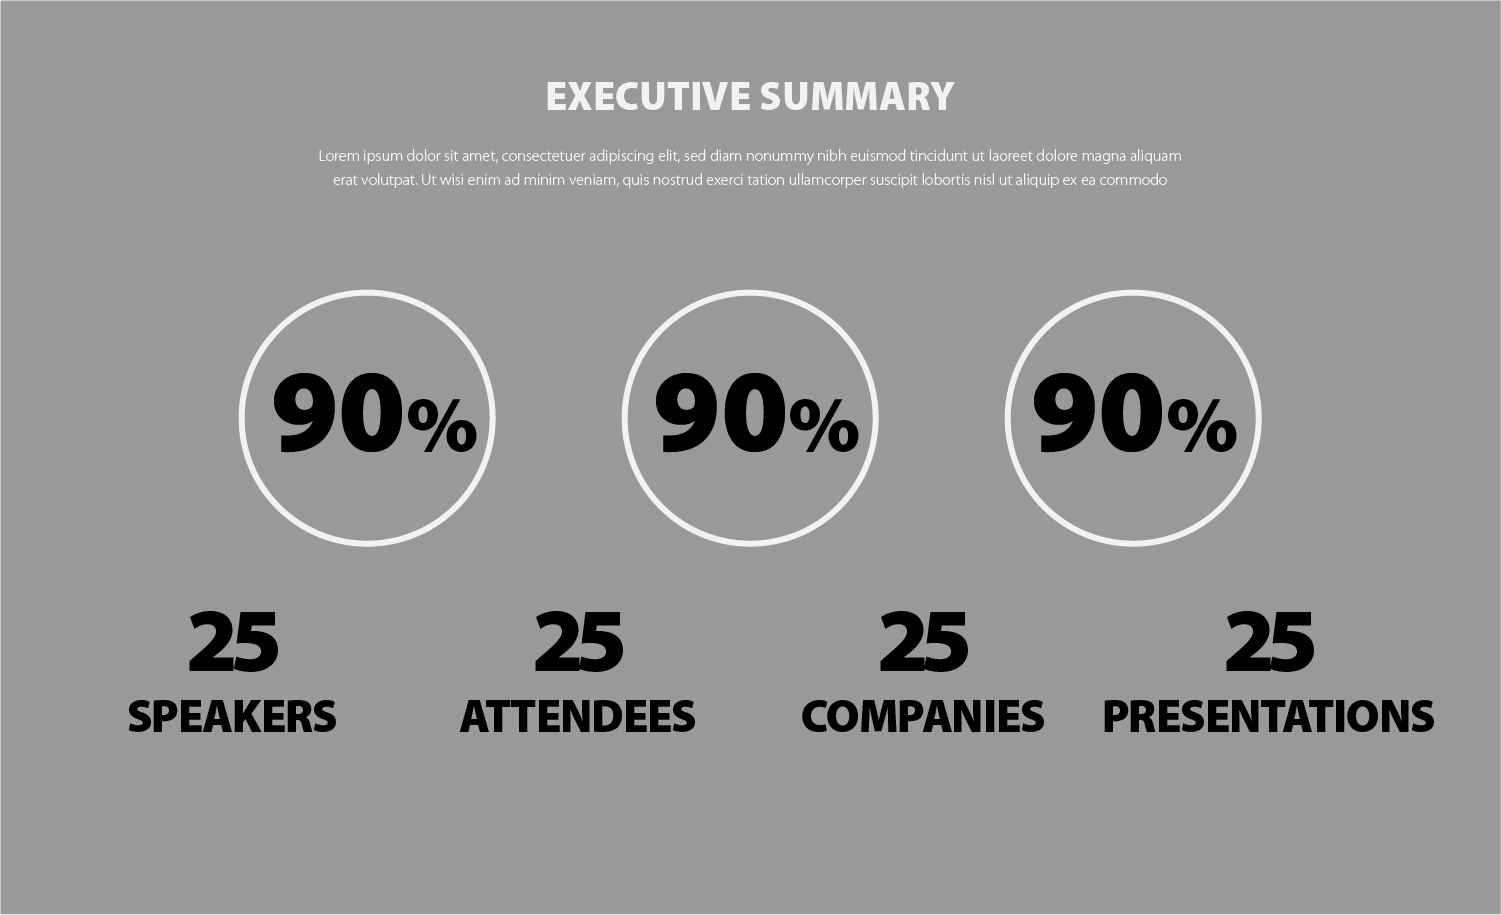 EXECUTIVE SUMMARY
Lorem ipsum dolor sit amet, consectetuer adipiscing elit, sed diam nonummy nibh euismod tincidunt ut laoreet dolore magna aliquam
erat volutpat. Ut wisi enim ad minim veniam, quis nostrud exerci tation ullamcorper suscipit lobortis nisl ut aliquip ex ea commodo
90% 90% 90%
25 25 25 25
SPEAKERS ATTENDEES COMPANIES PRESENTATIONS